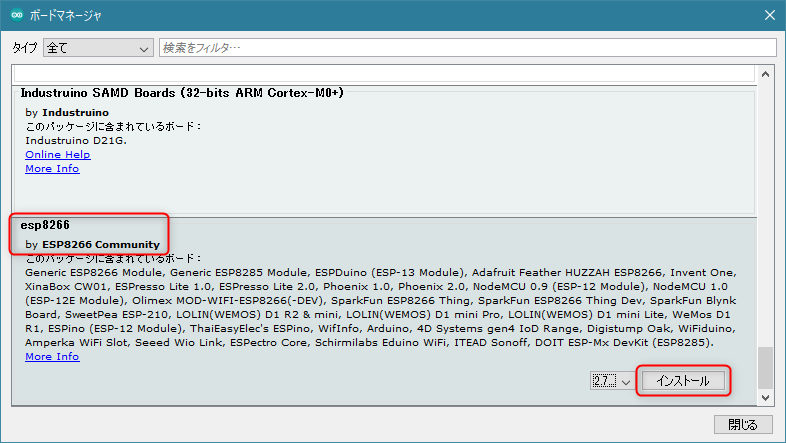 ボードマネージャ
タイプ 全て 検索をフィルタ…
Industruino SAMD Boards (32-bits ARM Cortex-M0+)
by Industruino
このパッケージに含まれているボード：
Industruino D21G.
Online Help
More Info
esp8266
by ESP8266 Community
このパッケージに含まれているボード：
Generic ESP8266 Module, Generic ESP8285 Module, ESPDuino (ESP-13 Module), Adafruit Feather HUZZAH ESP8266, Invent One,
XinaBox CW01, ESPresso Lite 1.0, ESPresso Lite 2.0, Phoenix 1.0, Phoenix 2.0, NodeMCU 0.9 (ESP-12 Module), NodeMCU 1.0
(ESP-12E Module), Olimex MOD-WIFI-ESP8266(-DEV), SparkFun ESP8266 Thing, SparkFun ESP8266 Thing Dev, SparkFun Blynk
Board, SweetPea ESP-210, LOLIN(WEMOS) D1 R2 & mini, LOLIN(WEMOS) D1 mini Pro, LOLIN(WEMOS) D1 mini Lite, WeMos D1
R1, ESPino (ESP-12 Module), ThaiEasyElec's ESPino, WifInfo, Arduino, 4D Systems gen4 IoD Range, Digistump Oak, WiFiduino,
Amperka WiFi Slot, Seeed Wio Link, ESPectro Core, Schirmilabs Eduino WiFi, ITEAD Sonoff, DOIT ESP-Mx DevKit (ESP8285).
More Info
2.7... インストール
閉じる